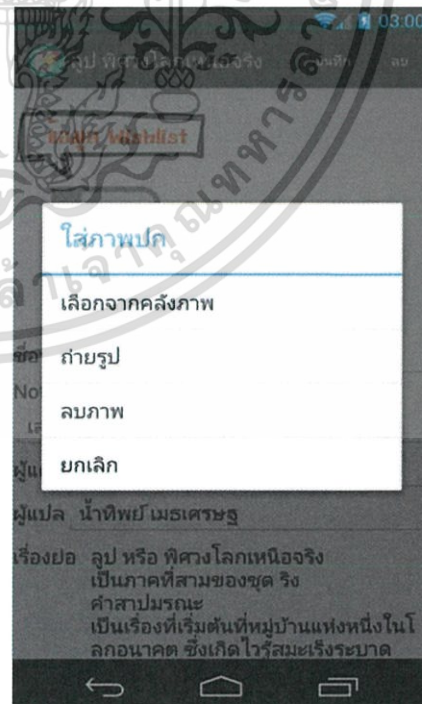 03:00
ลูป พิศวงโลกเหนือจริง บันทึก ลบ
Wishlist
ใส่ภาพปก
เลือกจากคลังภาพ
ถ่ายรูป
ลบภาพ
ยกเลิก
ผู้แปล น้ำทิพย์ เมธเศรษฐ
เรื่องย่อ ลูป หรือ พิศวงโลกเหนือจริง
เป็นภาคที่สามของชุด ริง
คำสาปมรณะ
เป็นเรื่องที่เริ่มต้นที่หมู่บ้านแห่งหนึ่งในโ
ลกอนาคต ซึ่งเกิดไวรัสมะเร็งระบาด